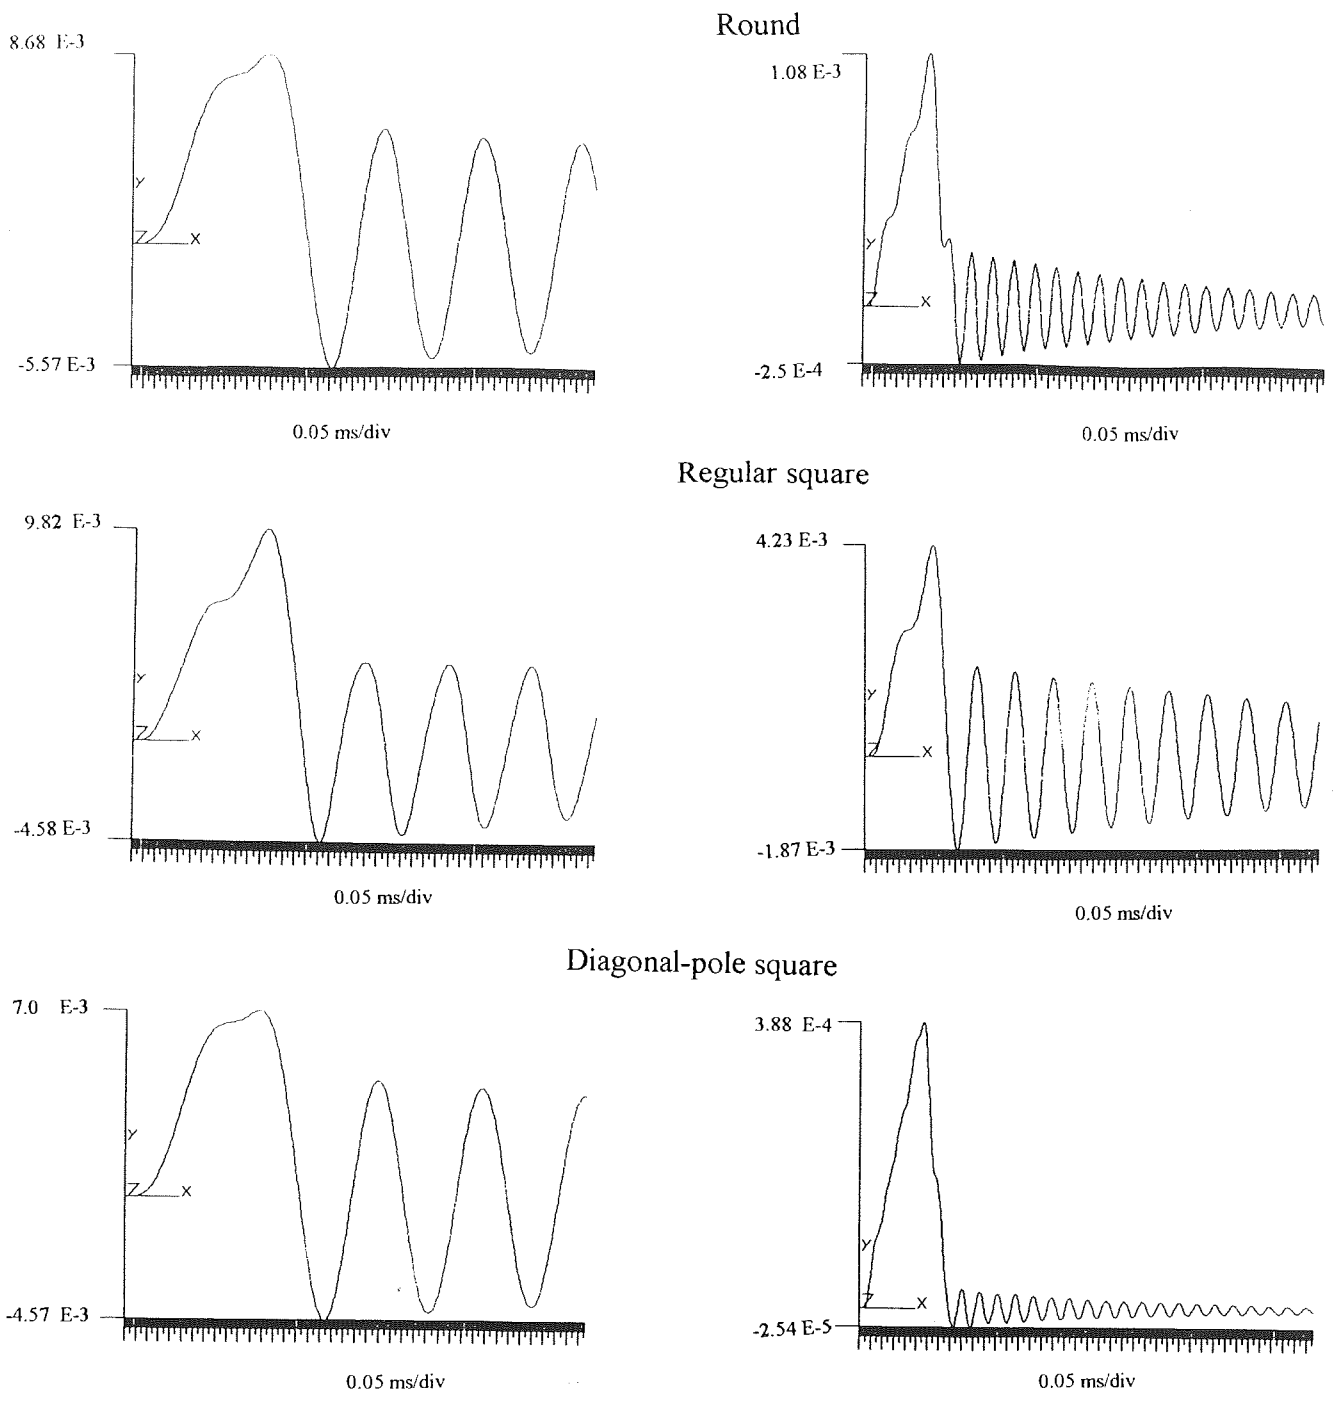 Round
8.68 E-3
Y
Z X
-5.57 E-3
0.05 ms/div
1.08 E-3
Y
Z X
-2.5 E-4
0.05 ms/div
Regular square
9.82 E-3
Y
Z X
-4.58 E-3
0.05 ms/div
4.23 E-3
Y
Z X
-1.87 E-3
0.05 ms/div
Diagonal-pole square
7.0 E-3
Y
Z X
-4.57 E-3
0.05 ms/div
3.88 E-4
Y
Z X
-2.54 E-5
0.05 ms/div